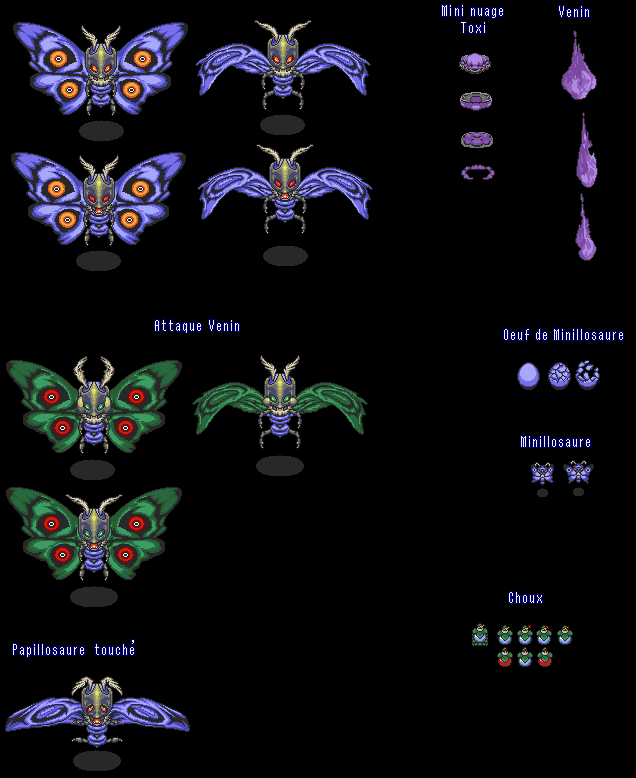 Mini nuage
Toxi
Venin
Attaque Venin
Oeuf de Minillosaure
Minillosaure
Choux
Papillosaure touché